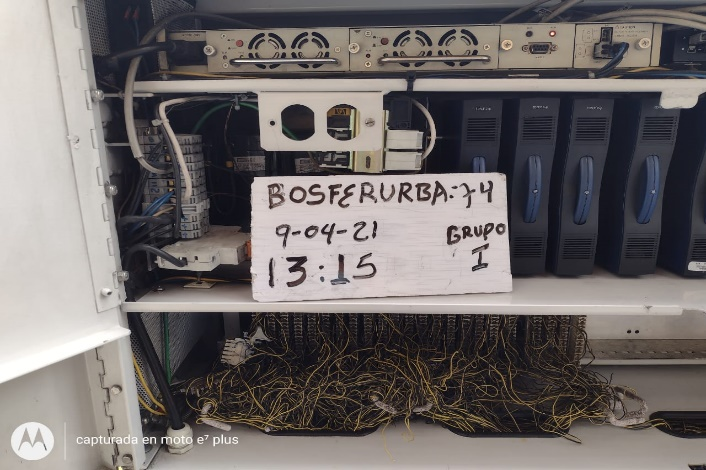 BOSFERURBA:74
9-04-21
GRUPO
I
13:15
capturada en moto e⁷ plus